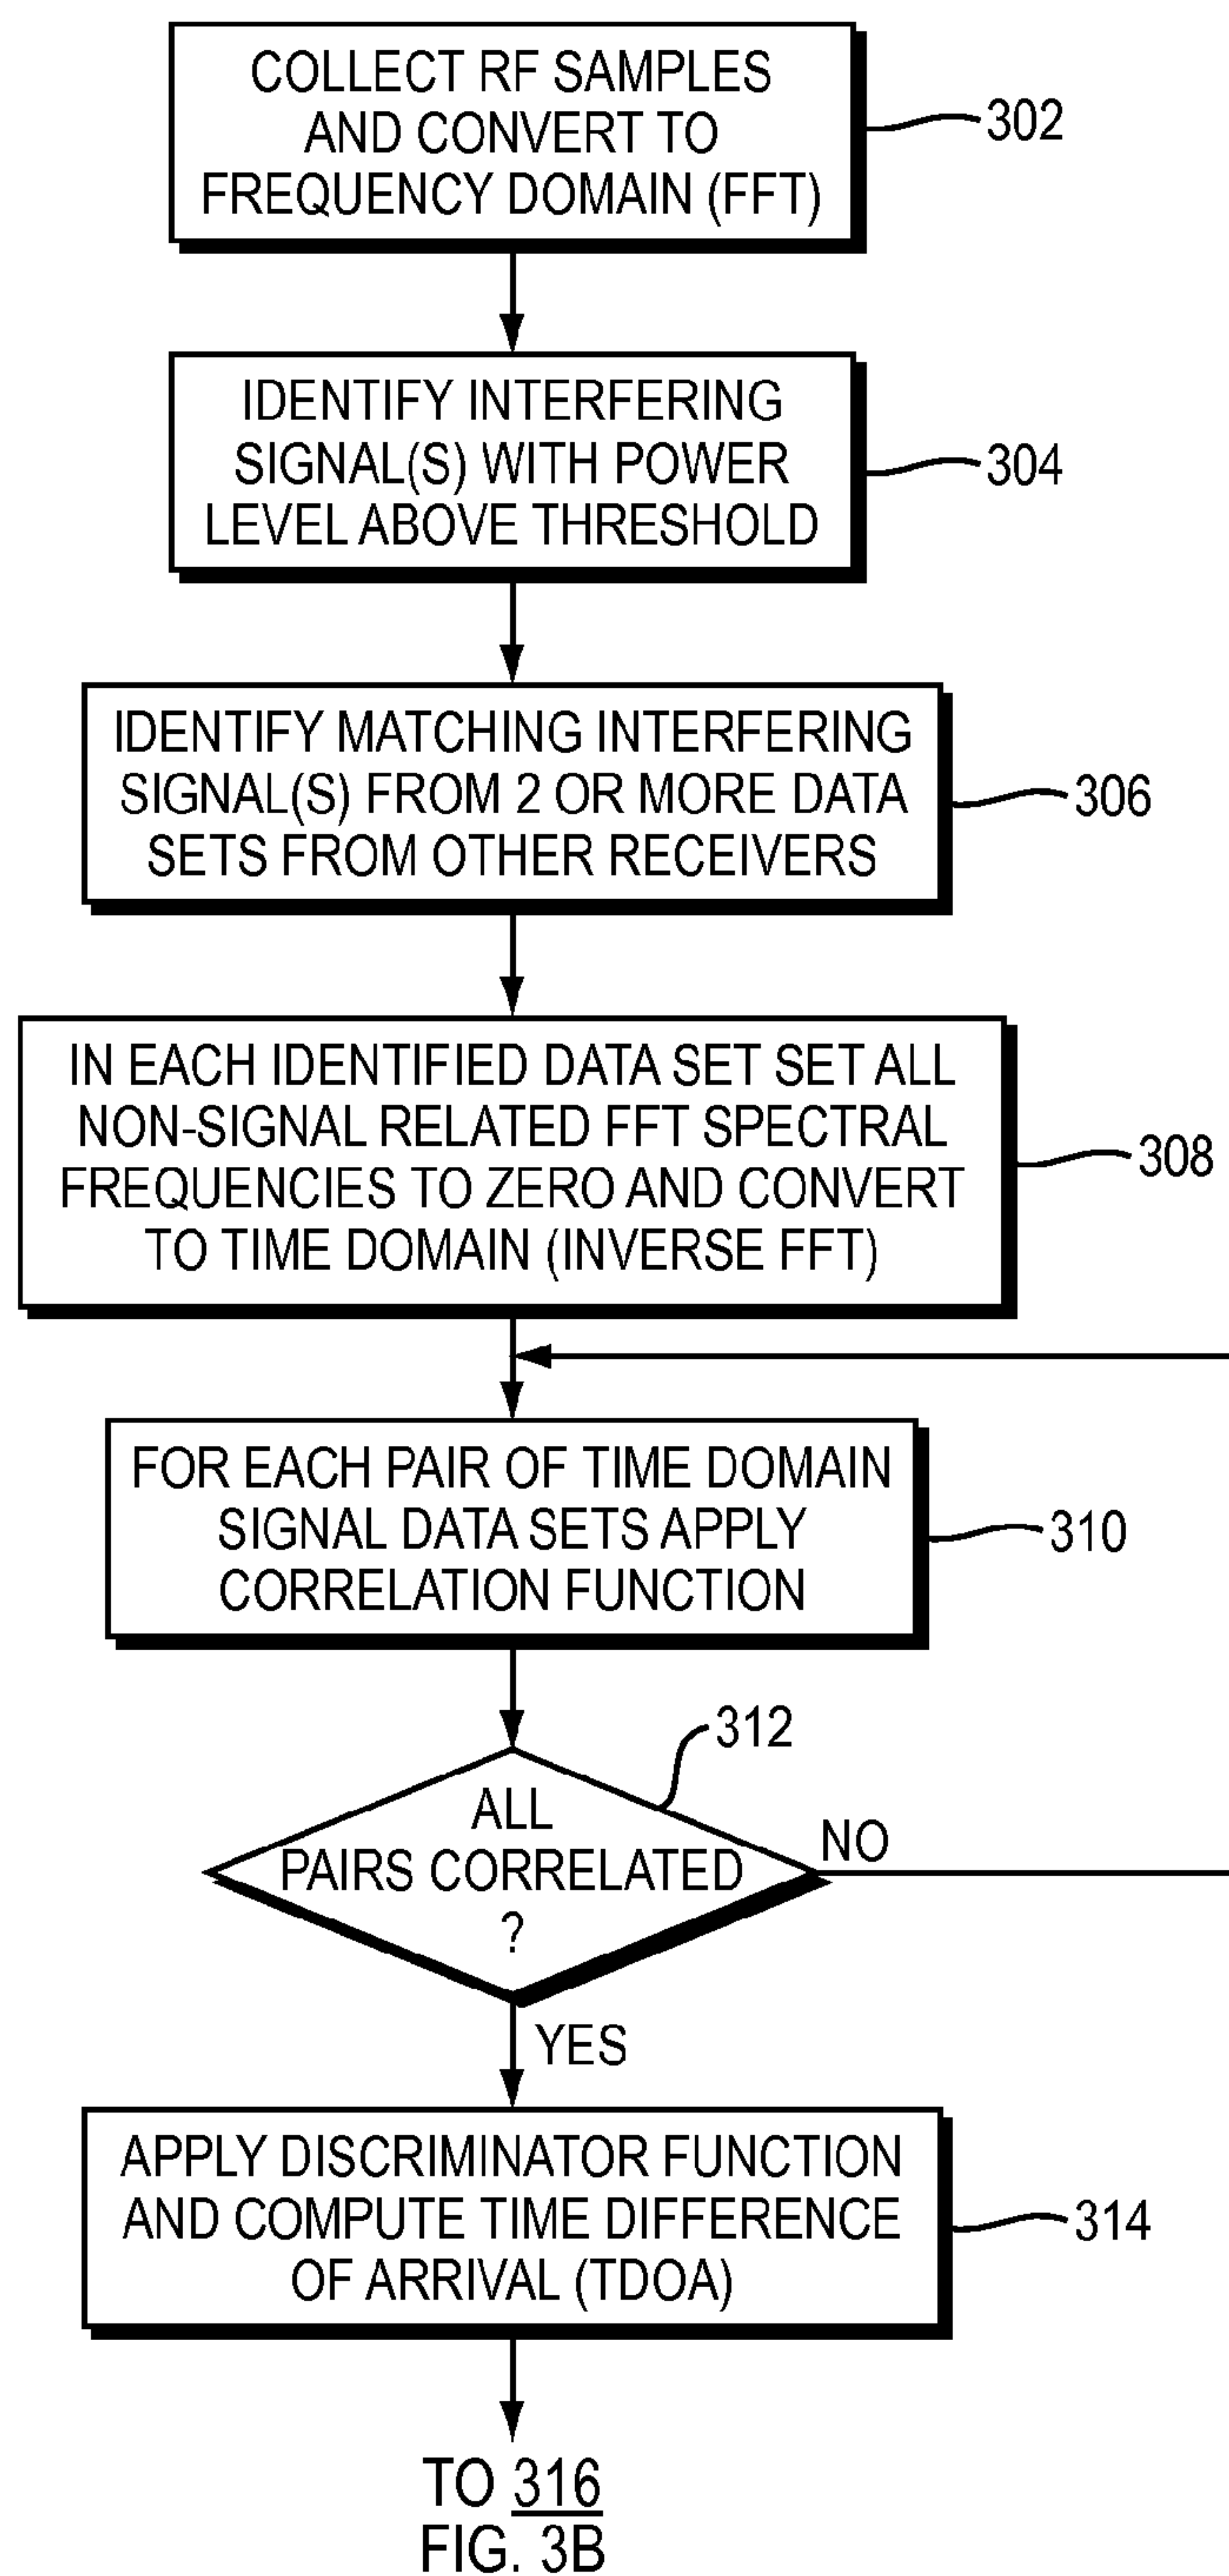 COLLECT RF SAMPLES
AND CONVERT TO
FREQUENCY DOMAIN (FFT)
302
IDENTIFY INTERFERING
SIGNAL(S) WITH POWER
LEVEL ABOVE THRESHOLD
304
IDENTIFY MATCHING INTERFERING
SIGNAL(S) FROM 2 OR MORE DATA
SETS FROM OTHER RECEIVERS
306
IN EACH IDENTIFIED DATA SET SET ALL
NON-SIGNAL RELATED FFT SPECTRAL
FREQUENCIES TO ZERO AND CONVERT
TO TIME DOMAIN (INVERSE FFT)
308
FOR EACH PAIR OF TIME DOMAIN
SIGNAL DATA SETS APPLY
CORRELATION FUNCTION
310
312
ALL
PAIRS CORRELATED
?
NO
YES
APPLY DISCRIMINATOR FUNCTION
AND COMPUTE TIME DIFFERENCE
OF ARRIVAL (TDOA)
314
TO 316
FIG. 3B